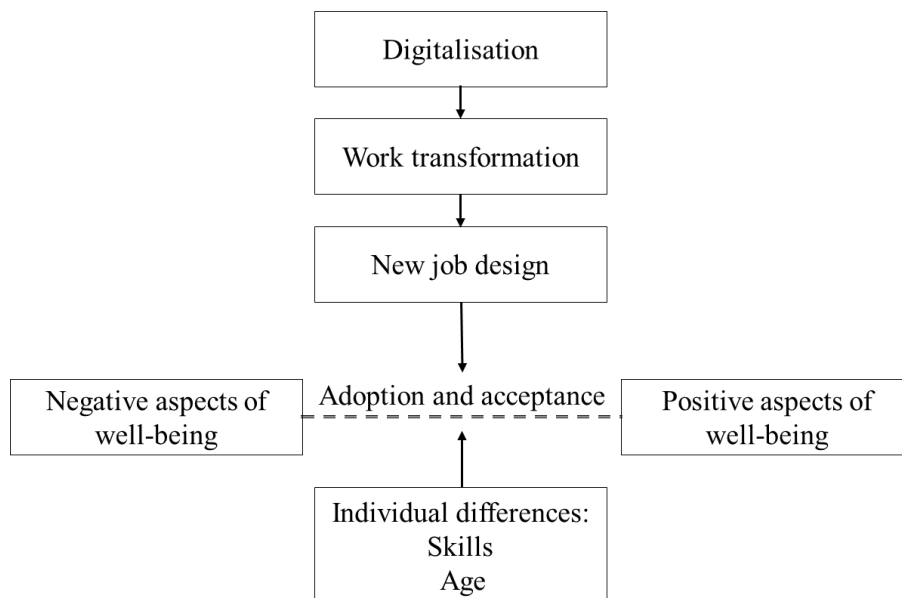 Digitalisation
Work transformation
New job design
Negative aspects of
well-being
Adoption and acceptance
Positive aspects of
well-being
Individual differences:
Skills
Age